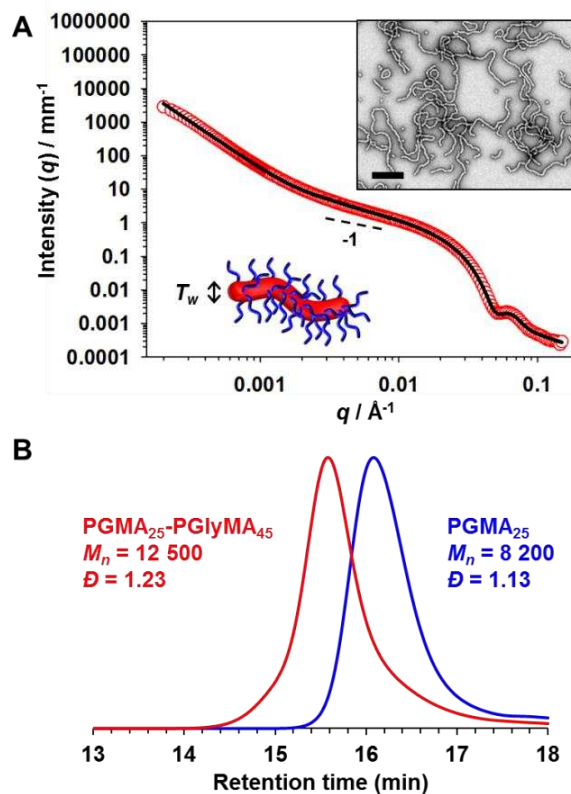 A
Intensity (q) / mm⁻¹
1000000
100000
10000
1000
100
10
1
0.1
0.01
0.001
0.0001
-1
T_W
0.001
0.01
0.1
q / Å⁻¹
B
PGMA₂₅-PGlyMA₄₅
Mₙ = 12 500
Đ = 1.23
PGMA₂₅
Mₙ = 8 200
Đ = 1.13
13
14
15
16
17
18
Retention time (min)